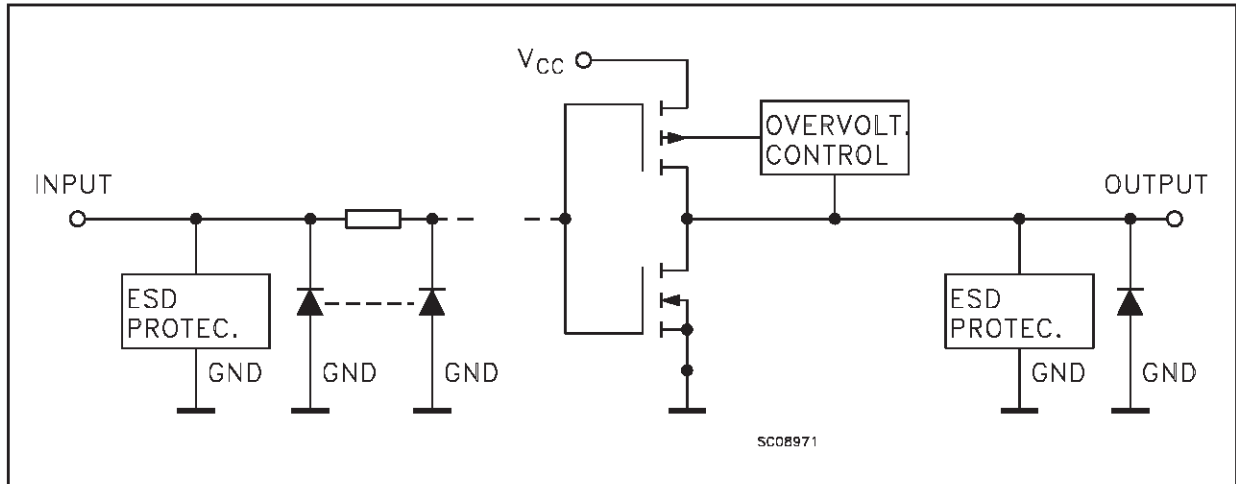 VCC
OVERVOLT.
CONTROL
INPUT
OUTPUT
ESD
PROTEC.
ESD
PROTEC.
GND
GND
GND
GND
GND
SC08971